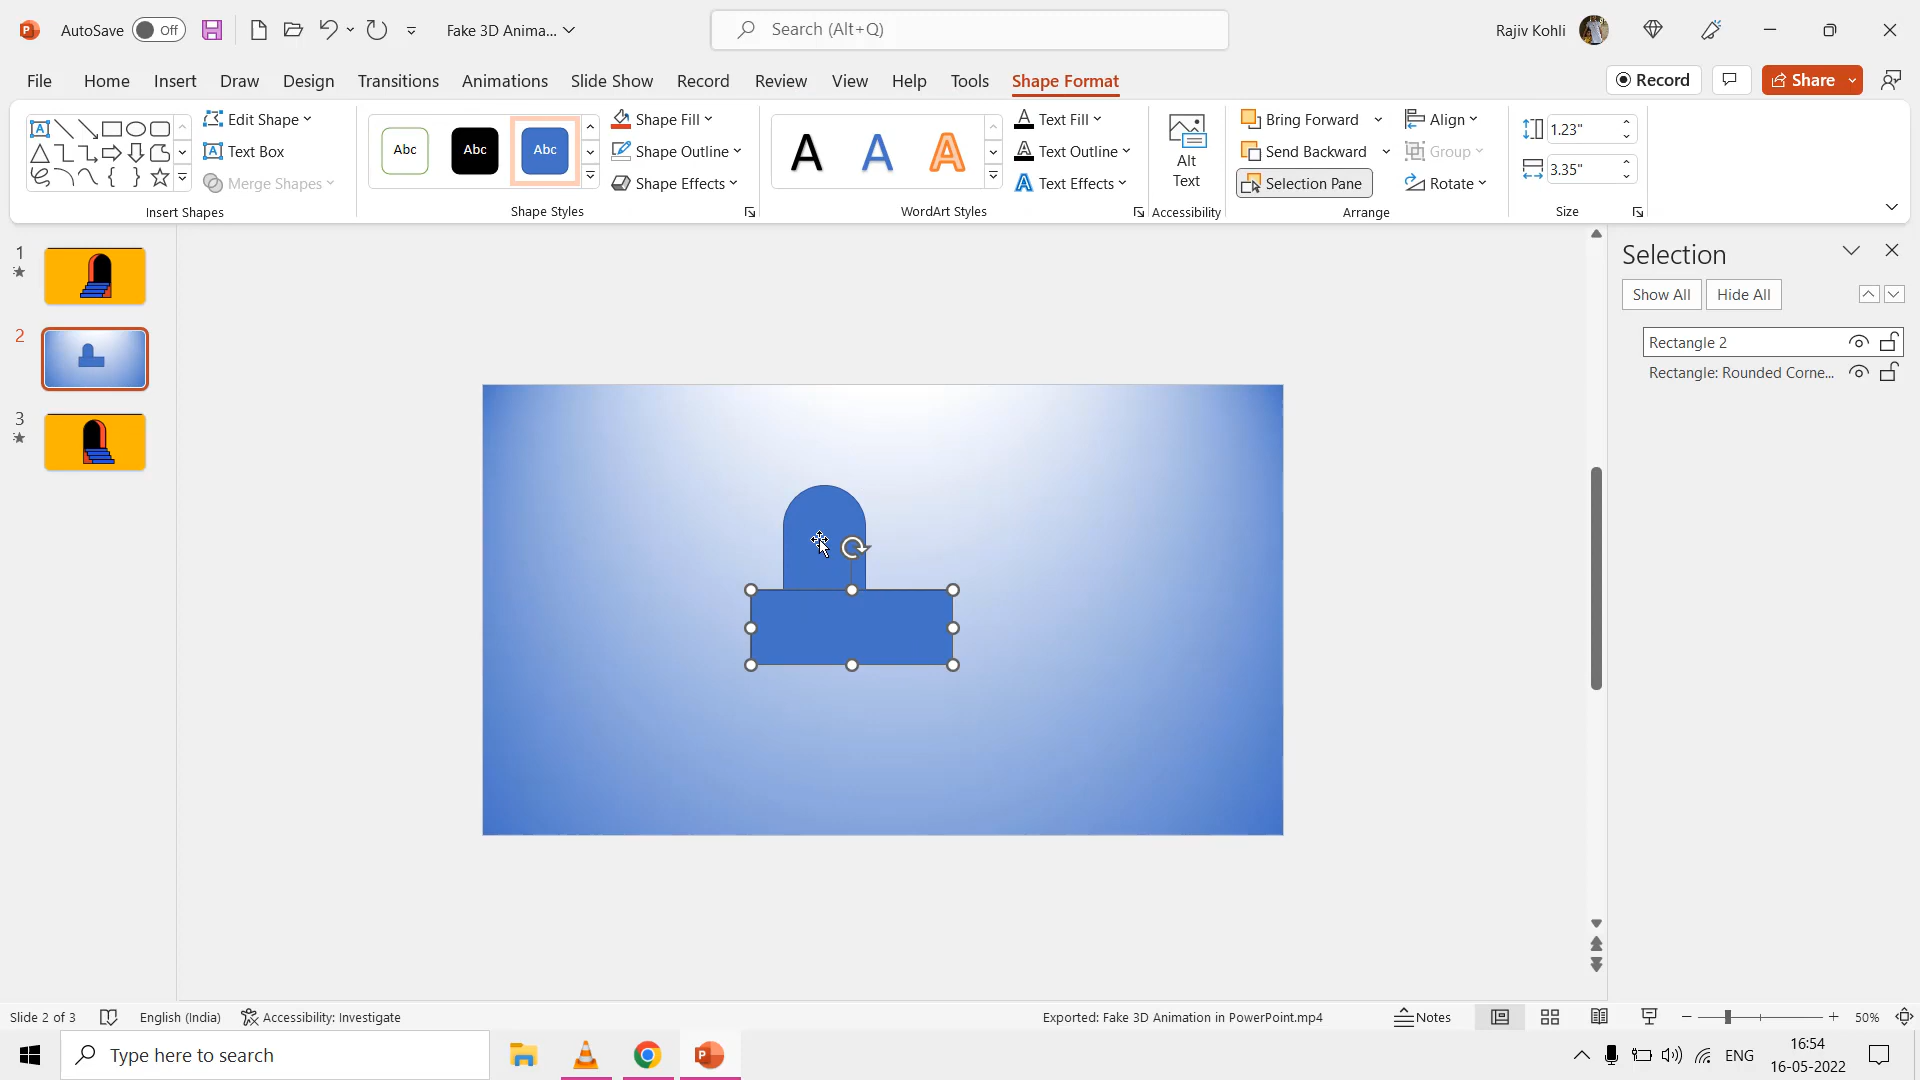 AutoSave Off Fake 3D Anima... Search (Alt+Q) Rajiv Kohli
File Home Insert Draw Design Transitions Animations Slide Show Record Review View Help Tools Shape Format Record Share
Edit Shape
Text Box
Merge Shapes
Insert Shapes
Abc Abc Abc
Shape Fill
Shape Outline
Shape Effects
Shape Styles
A A A
Text Fill
Text Outline
Text Effects
WordArt Styles
Alt
Text
Accessibility
Bring Forward
Send Backward
Selection Pane
Align
Group
Rotate
Arrange
1.23"
3.35"
Size
1
2
3
Selection
Show All Hide All
Rectangle 2
Rectangle: Rounded Corne...
Slide 2 of 3 English (India) Accessibility: Investigate Exported: Fake 3D Animation in PowerPoint.mp4 Notes 50%
Type here to search
ENG
16:54
16-05-2022